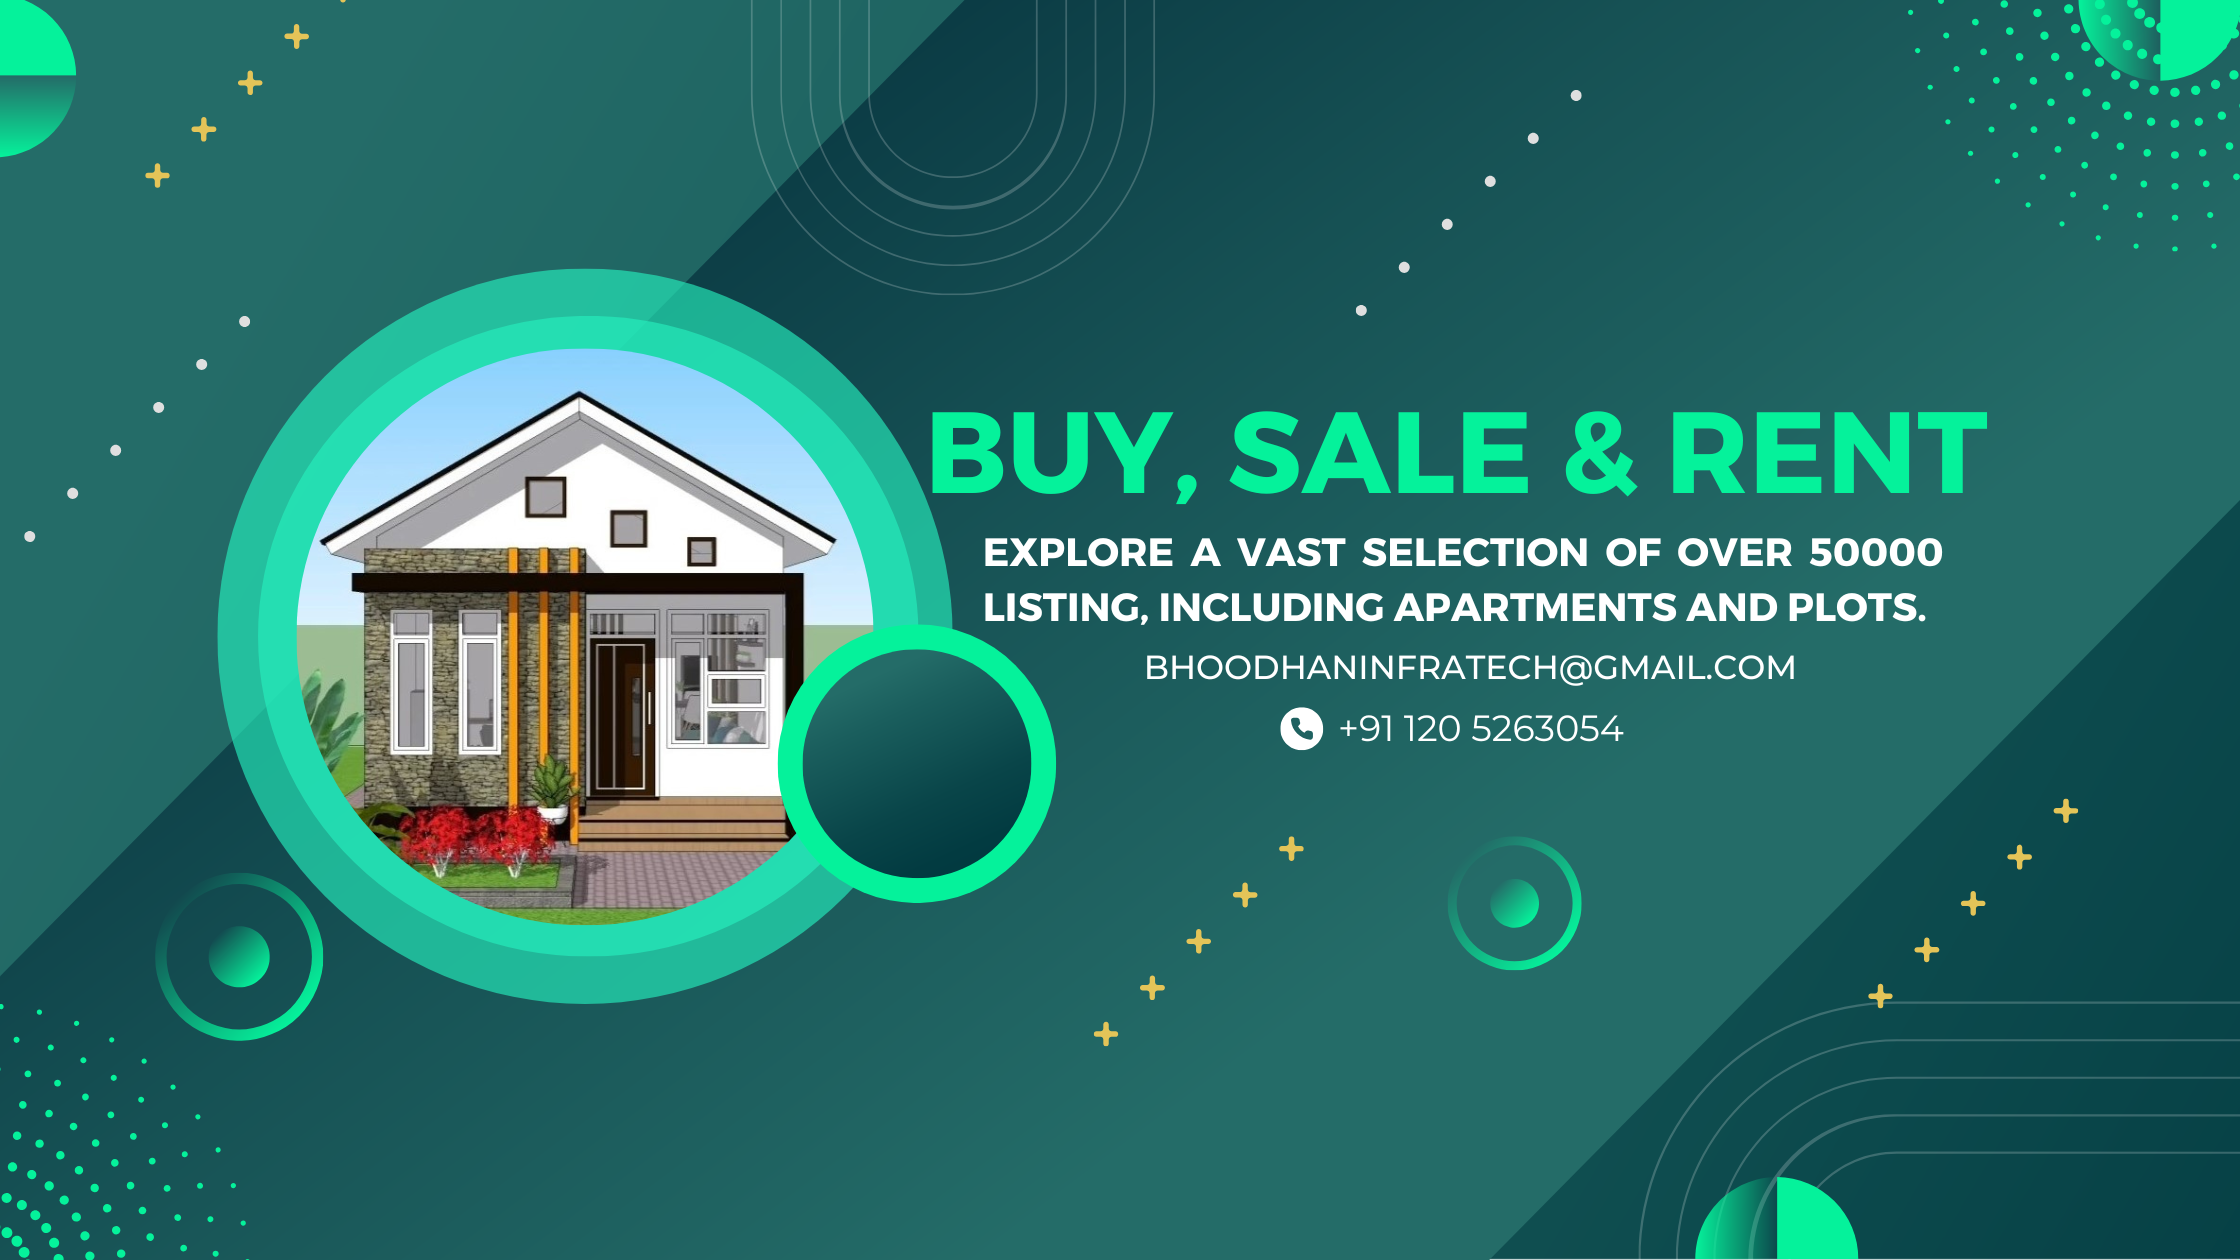 BUY, SALE & RENT
EXPLORE A VAST SELECTION OF OVER 50000
LISTING, INCLUDING APARTMENTS AND PLOTS.
BHOODHANINFRATECH@GMAIL.COM
+91 120 5263054